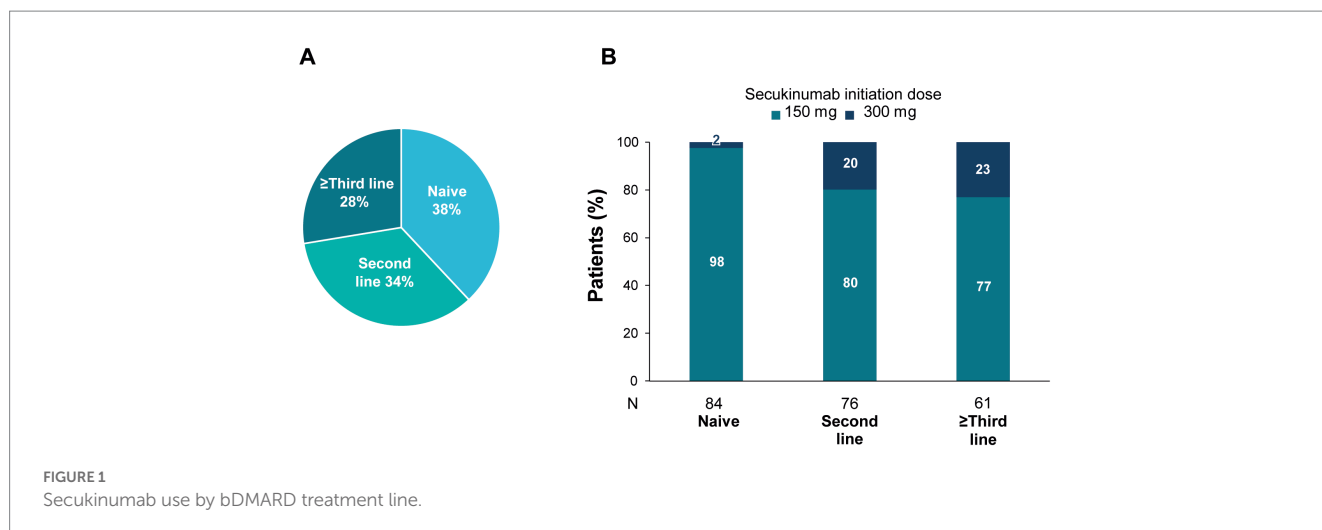 A
≥Third line
28%
Naive
38%
Second
line 34%
B
Secukinumab initiation dose
150 mg 300 mg
Patients (%)
100
80
60
40
20
0
2
98
20
80
23
77
N 84 76 61
Naive Second ≥Third
line line
FIGURE 1
Secukinumab use by bDMARD treatment line.